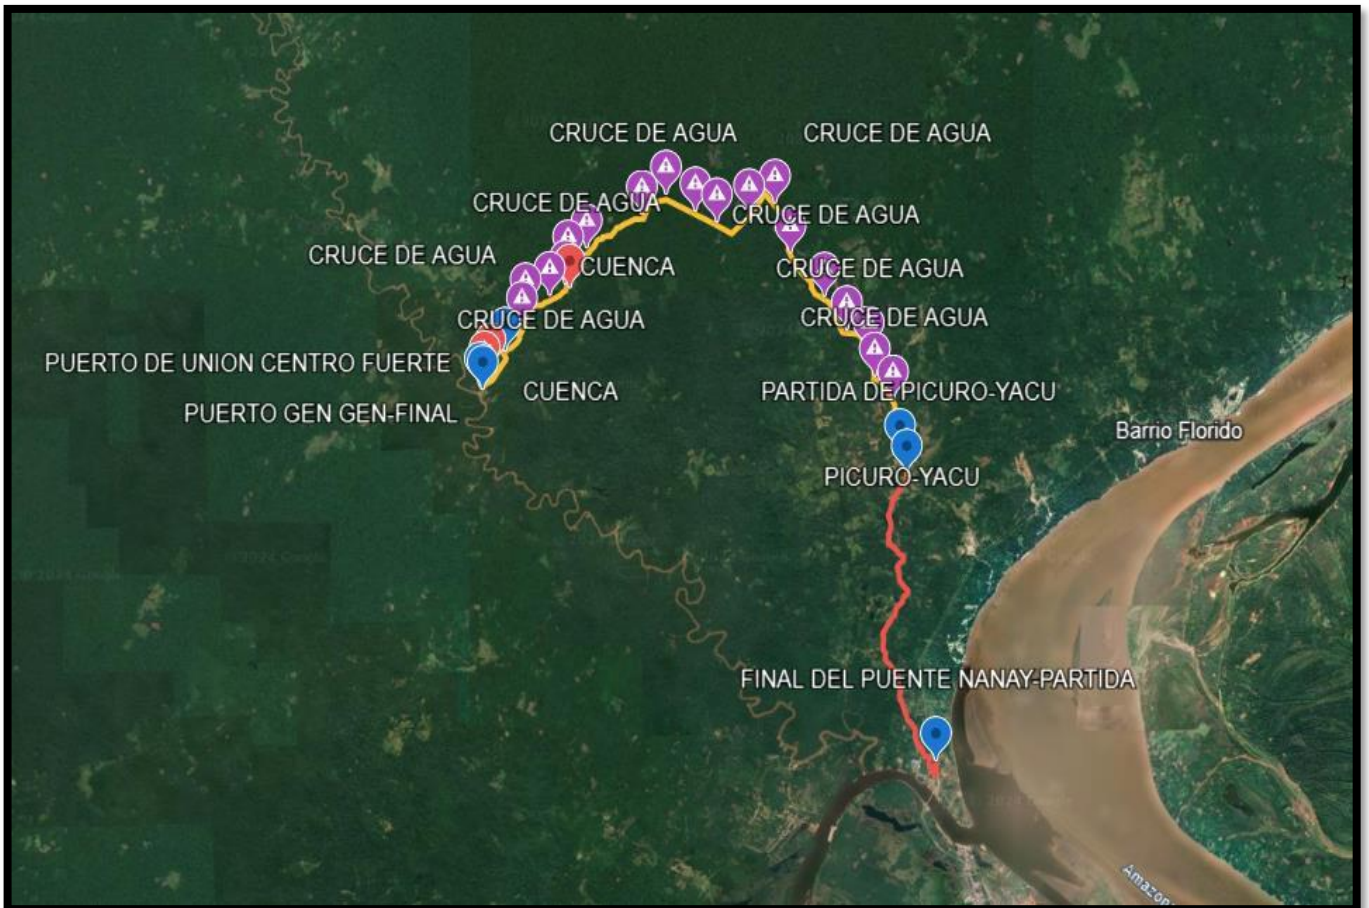 CRUCE DE AGUA
CRUCE DE AGUA
CRUCE DE AGUA
CRUCE DE AGUA
CRUCE DE AGUA
CUENCA
CRUCE DE AGUA
CRUCE DE AGUA
CRUCE DE AGUA
PUERTO DE UNION CENTRO FUERTE
CUENCA
PARTIDA DE PICURO-YACU
PUERTO GEN GEN-FINAL
Barrio Florido
PICURO-YACU
FINAL DEL PUENTE NANAY-PARTIDA